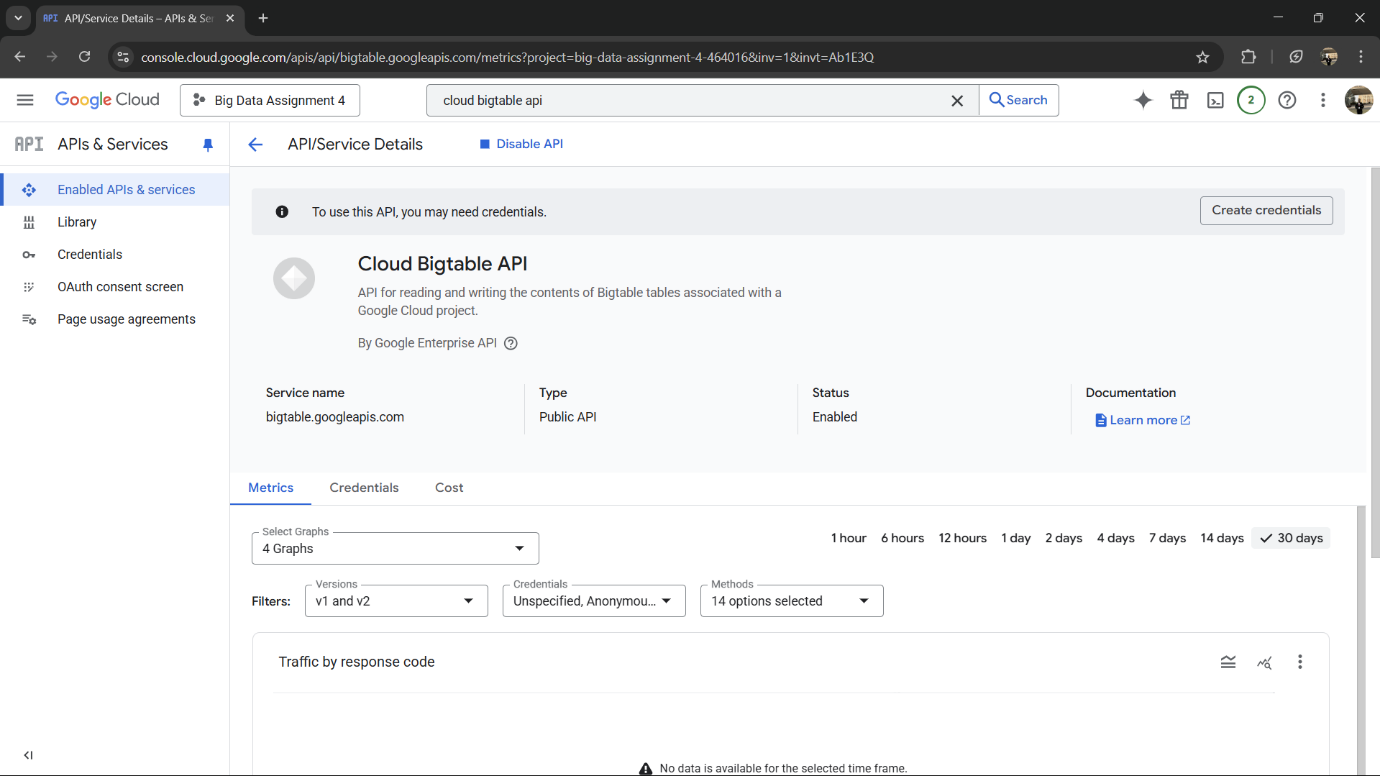 API API/Service Details – APIs & Ser
console.cloud.google.com/apis/api/bigtable.googleapis.com/metrics?project=big-data-assignment-4-464016&inv=1&invt=Ab1E3Q
Google Cloud Big Data Assignment 4 cloud bigtable api Search 2
API APIs & Services
API/Service Details Disable API
Enabled APIs & services
Library
Credentials
OAuth consent screen
Page usage agreements
To use this API, you may need credentials. Create credentials
Cloud Bigtable API
API for reading and writing the contents of Bigtable tables associated with a
Google Cloud project.
By Google Enterprise API
Service name Type Status Documentation
bigtable.googleapis.com Public API Enabled Learn more
Metrics Credentials Cost
Select Graphs
4 Graphs 1 hour 6 hours 12 hours 1 day 2 days 4 days 7 days 14 days 30 days
Versions Credentials Methods
Filters: v1 and v2 Unspecified, Anonymou... 14 options selected
Traffic by response code
No data is available for the selected time frame.